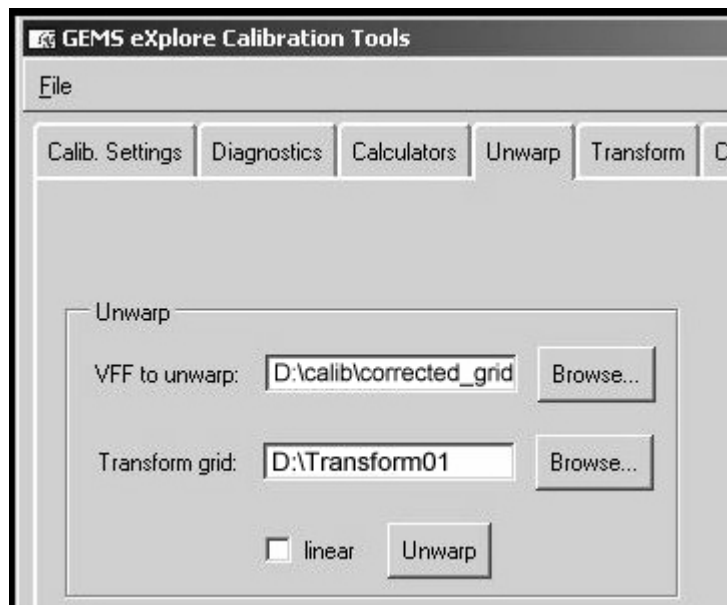 GEMS eXplore Calibration Tools
File
Calib. Settings Diagnostics Calculators Unwarp Transform
Unwarp
VFF to unwarp: D:\calib\corrected_grid Browse...
Transform grid: D:\Transform01 Browse...
linear Unwarp